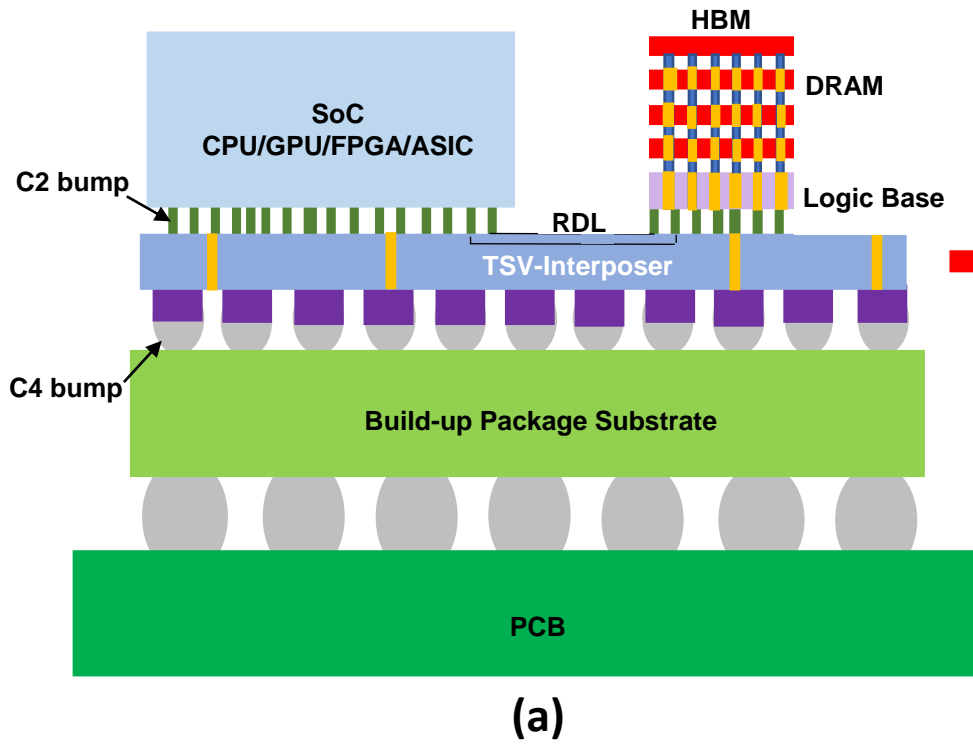 HBM
SoC
CPU/GPU/FPGA/ASIC
DRAM
C2 bump
Logic Base
RDL
TSV-Interposer
C4 bump
Build-up Package Substrate
PCB
(a)